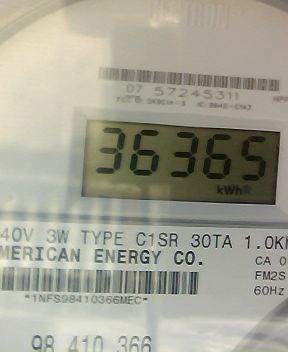 07 57245311
36365
kWh
40V 3W TYPE C1SR 30TA 1.0K
MERICAN ENERGY CO.
CA 0
FM2S
*1NFS98410366MEC*
60Hz
98 410 366